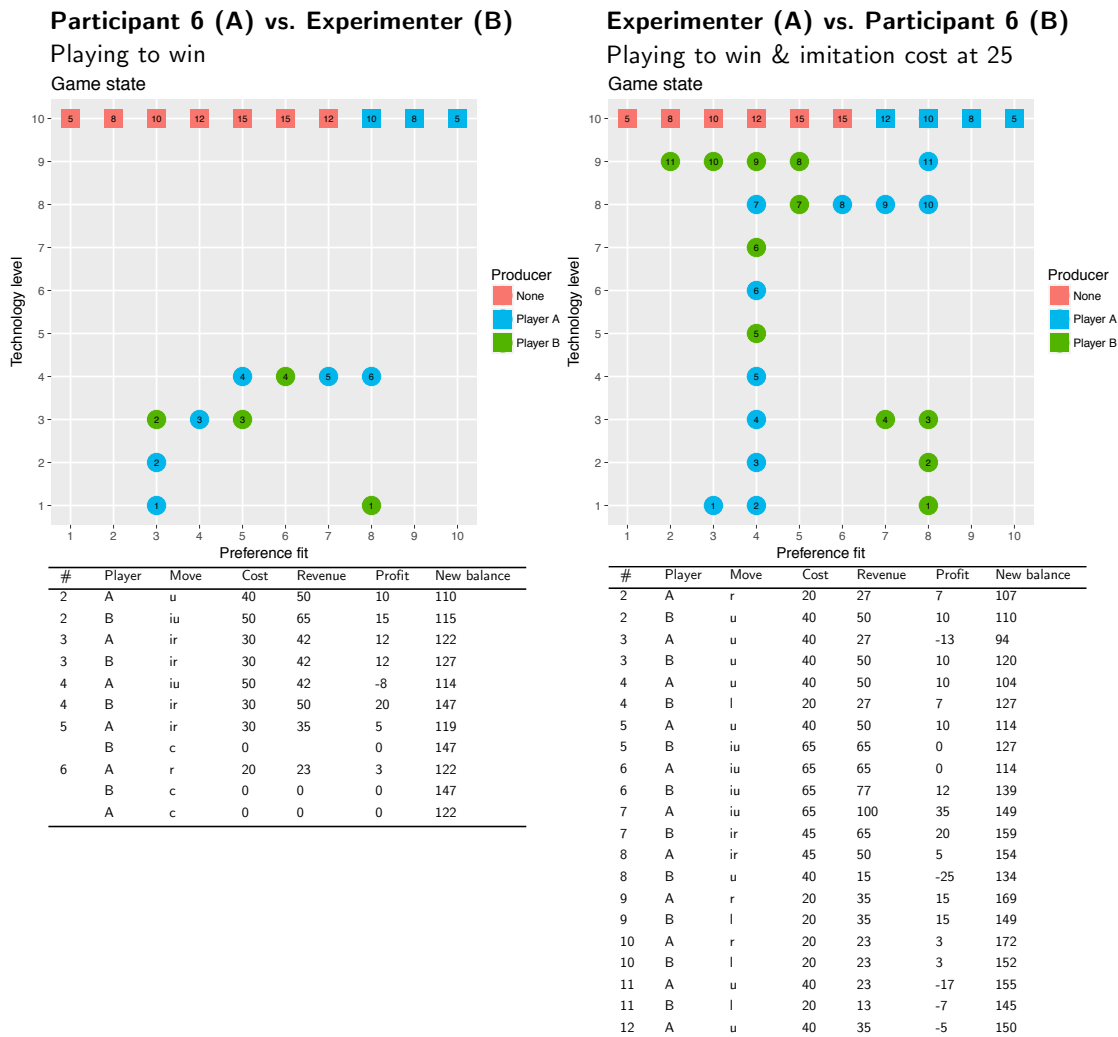 Participant 6 (A) vs. Experimenter (B)
Playing to win
Game state
10 5 8 10 12 15 15 12 10 8 5
9
8
7
6
5
4 4 4 5 6
3 2 3 3
2 2
1 1 1
1 2 3 4 5 6 7 8 9 10
Technology level
Preference fit
Producer
None
Player A
Player B
# Player Move Cost Revenue Profit New balance
2 A u 40 50 10 110
2 B iu 50 65 15 115
3 A ir 30 42 12 122
3 B ir 30 42 12 127
4 A iu 50 42 -8 114
4 B ir 30 50 20 147
5 A ir 30 35 5 119
B c 0 0 147
6 A r 20 23 3 122
B c 0 0 0 147
A c 0 0 0 122
Experimenter (A) vs. Participant 6 (B)
Playing to win & imitation cost at 25
Game state
10 5 8 10 12 15 15 12 10 8 5
9 11 10 9 8 11
8 7 7 8 9 10
7 6
6 6
5 5
4 5
3 4 4 3
2 3 2
1 1 2 1
1 2 3 4 5 6 7 8 9 10
Technology level
Preference fit
Producer
None
Player A
Player B
# Player Move Cost Revenue Profit New balance
2 A r 20 27 7 107
2 B u 40 50 10 110
3 A u 40 27 -13 94
3 B u 40 50 10 120
4 A u 40 50 10 104
4 B l 20 27 7 127
5 A u 40 50 10 114
5 B iu 65 65 0 127
6 A iu 65 65 0 114
6 B iu 65 77 12 139
7 A iu 65 100 35 149
7 B ir 45 65 20 159
8 A ir 45 50 5 154
8 B u 40 15 -25 134
9 A r 20 35 15 169
9 B l 20 35 15 149
10 A r 20 23 3 172
10 B l 20 23 3 152
11 A u 40 23 -17 155
11 B l 20 13 -7 145
12 A u 40 35 -5 150